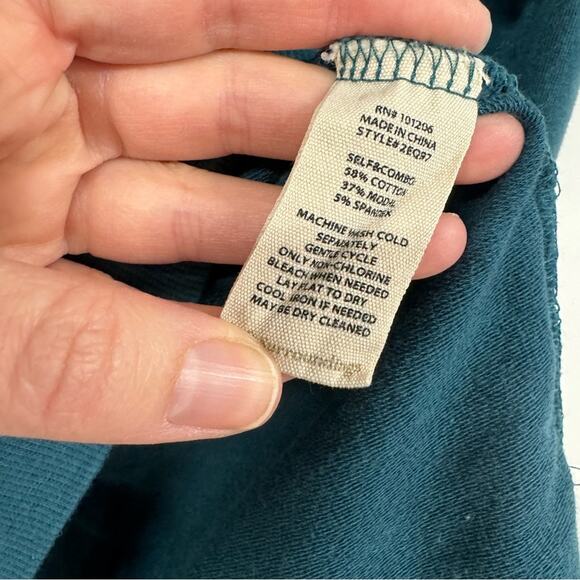 RN# 101206
MADE IN CHINA
STYLE# 2EQ97
SELF&COMBO:
58% COTTON
37% MODAL
5% SPANDEX
MACHINE WASH COLD
SEPARATELY
GENTLE CYCLE
ONLY NON-CHLORINE
BLEACH WHEN NEEDED
LAY FLAT TO DRY
COOL IRON IF NEEDED
MAY BE DRY CLEANED
Surroundings